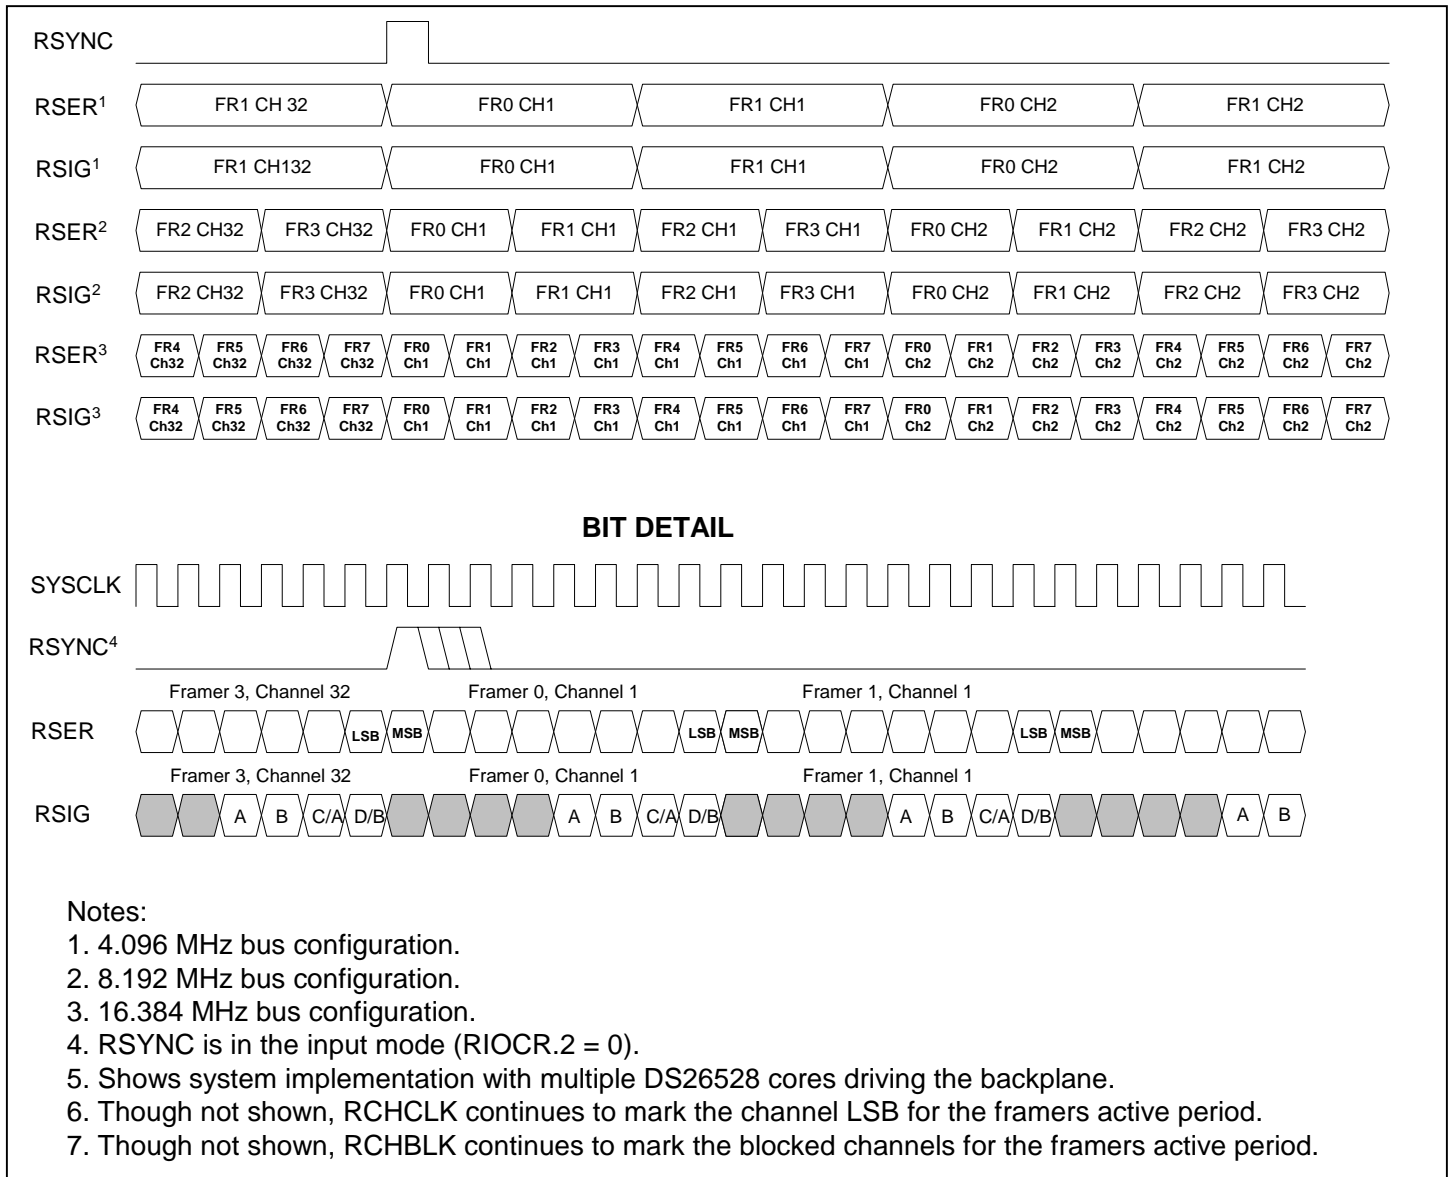 RSYNC
RSER1 FR1 CH 32 FR0 CH1 FR1 CH1 FR0 CH2 FR1 CH2
RSIG1 FR1 CH132 FR0 CH1 FR1 CH1 FR0 CH2 FR1 CH2
RSER2 FR2 CH32 FR3 CH32 FR0 CH1 FR1 CH1 FR2 CH1 FR3 CH1 FR0 CH2 FR1 CH2 FR2 CH2 FR3 CH2
RSIG2 FR2 CH32 FR3 CH32 FR0 CH1 FR1 CH1 FR2 CH1 FR3 CH1 FR0 CH2 FR1 CH2 FR2 CH2 FR3 CH2
RSER3 FR4 FR5 FR6 FR7 FR0 FR1 FR2 FR3 FR4 FR5 FR6 FR7 FR0 FR1 FR2 FR3 FR4 FR5 FR6 FR7
Ch32 Ch32 Ch32 Ch32 Ch1 Ch1 Ch1 Ch1 Ch1 Ch1 Ch1 Ch1 Ch2 Ch2 Ch2 Ch2 Ch2 Ch2 Ch2 Ch2
RSIG3 FR4 FR5 FR6 FR7 FR0 FR1 FR2 FR3 FR4 FR5 FR6 FR7 FR0 FR1 FR2 FR3 FR4 FR5 FR6 FR7
Ch32 Ch32 Ch32 Ch32 Ch1 Ch1 Ch1 Ch1 Ch1 Ch1 Ch1 Ch1 Ch2 Ch2 Ch2 Ch2 Ch2 Ch2 Ch2 Ch2
BIT DETAIL
SYSCLK
RSYNC4
Framer 3, Channel 32 Framer 0, Channel 1 Framer 1, Channel 1
RSER LSB MSB LSB MSB LSB MSB
Framer 3, Channel 32 Framer 0, Channel 1 Framer 1, Channel 1
RSIG A B C/A D/B A B C/A D/B A B C/A D/B A B
Notes:
1. 4.096 MHz bus configuration.
2. 8.192 MHz bus configuration.
3. 16.384 MHz bus configuration.
4. RSYNC is in the input mode (RIOCR.2 = 0).
5. Shows system implementation with multiple DS26528 cores driving the backplane.
6. Though not shown, RCHCLK continues to mark the channel LSB for the framers active period.
7. Though not shown, RCHBLK continues to mark the blocked channels for the framers active period.